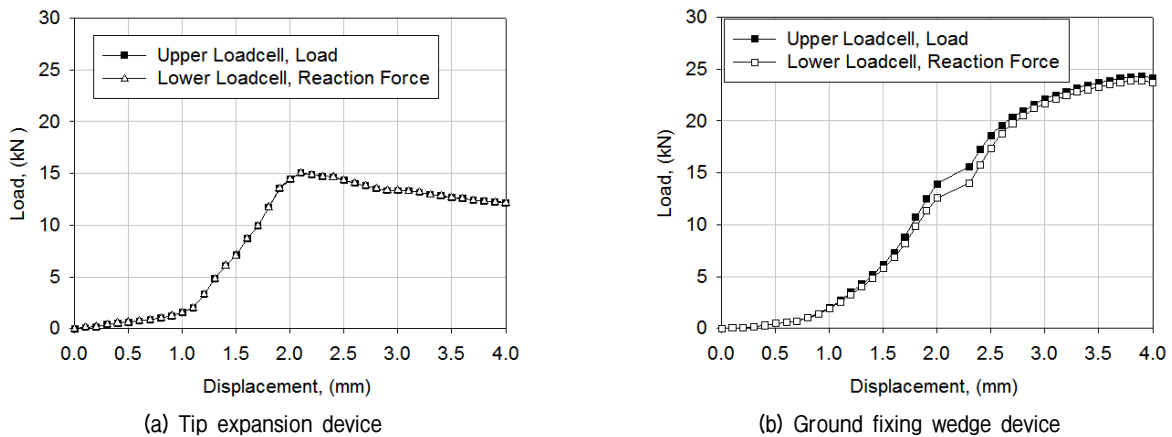 30
25
20
15
10
5
0
Load, (kN )
Upper Loadcell, Load
Lower Loadcell, Reaction Force
0.0 0.5 1.0 1.5 2.0 2.5 3.0 3.5 4.0
Displacement, (mm)
(a) Tip expansion device
30
25
20
15
10
5
0
Load, (kN)
Upper Loadcell, Load
Lower Loadcell, Reaction Force
0.0 0.5 1.0 1.5 2.0 2.5 3.0 3.5 4.0
Displacement, (mm)
(b) Ground fixing wedge device